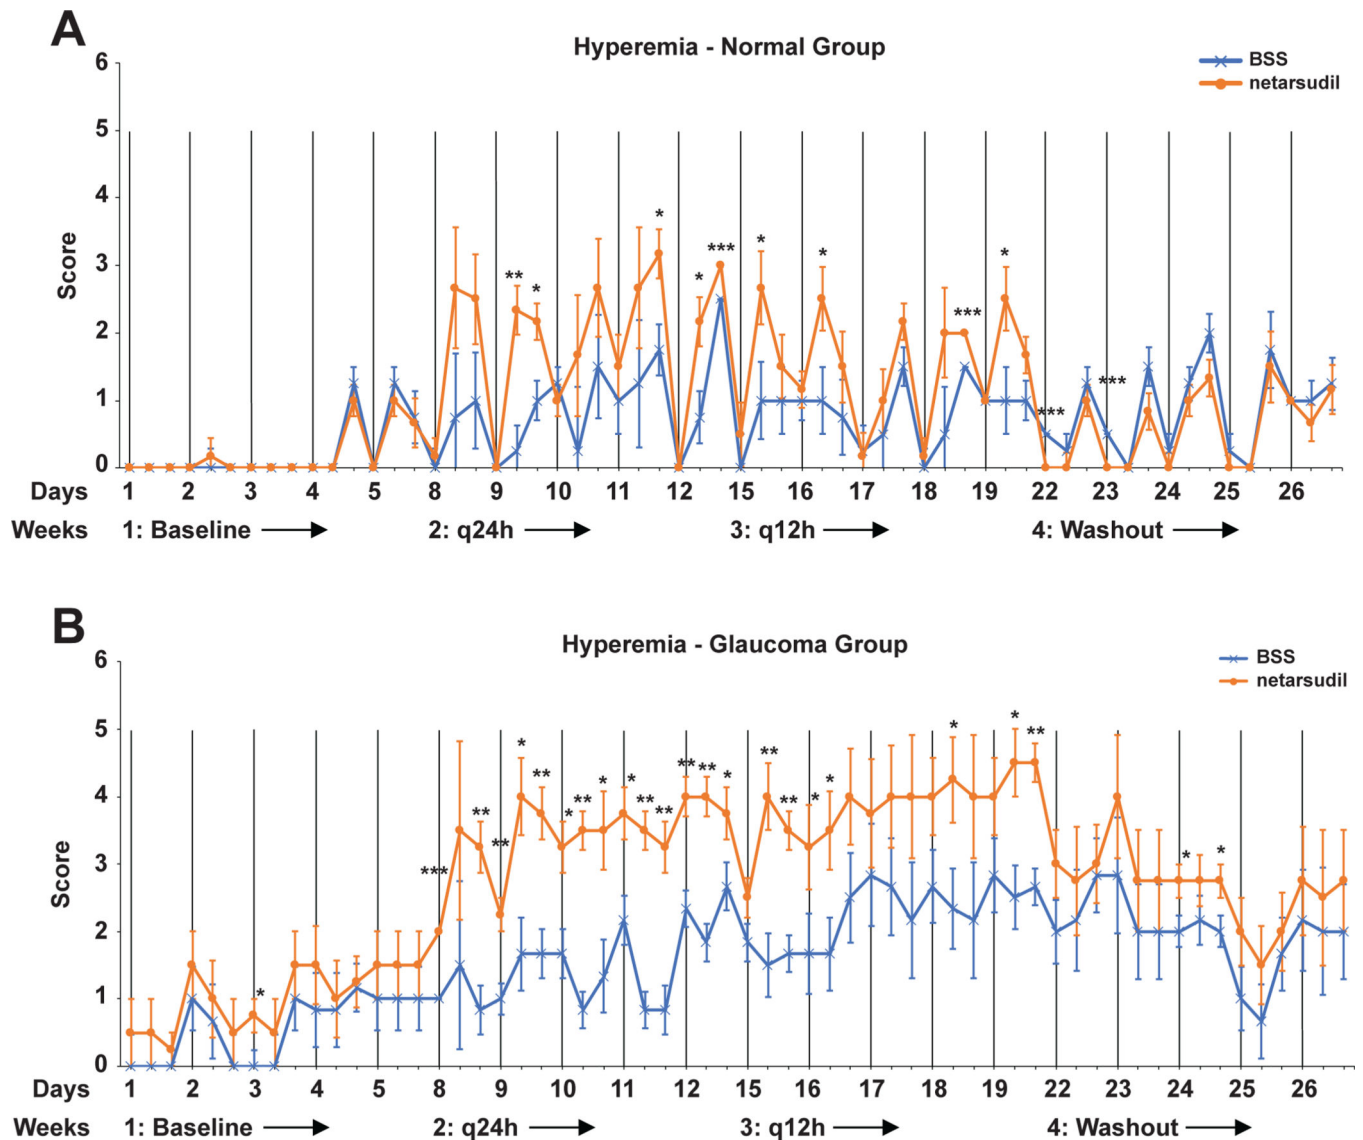 A
Hyperemia - Normal Group
BSS
netarsudil
6
5
4
3
2
1
0
Score
* *** * * *** *
** * * ***
***
Days 1 2 3 4 5 8 9 10 11 12 15 16 17 18 19 22 23 24 25 26
Weeks 1: Baseline 2: q24h 3: q12h 4: Washout
B
Hyperemia - Glaucoma Group
BSS
netarsudil
6
5
4
3
2
1
0
Score
* *** ** ** * ** * ** * * ** ** ** ** * ** ** * * * * ** * *
Days 1 2 3 4 5 8 9 10 11 12 15 16 17 18 19 22 23 24 25 26
Weeks 1: Baseline 2: q24h 3: q12h 4: Washout